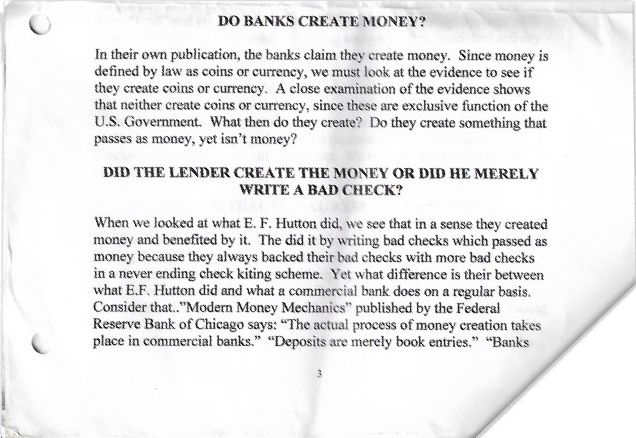 DO BANKS CREATE MONEY?
In their own publication, the banks claim they create money. Since money is
defined by law as coins or currency, we must look at the evidence to see if
they create coins or currency. A close examination of the evidence shows
that neither create coins or currency, since these are exclusive function of the
U.S. Government. What then do they create? Do they create something that
passes as money, yet isn't money?
DID THE LENDER CREATE THE MONEY OR DID HE MERELY
WRITE A BAD CHECK?
When we looked at what E. F. Hutton did, we see that in a sense they created
money and benefited by it. The did it by writing bad checks which passed as
money because they always backed their bad checks with more bad checks
in a never ending check kiting scheme. Yet what difference is their between
what E.F. Hutton did and what a commercial bank does on a regular basis.
Consider that.."Modern Money Mechanics" published by the Federal
Reserve Bank of Chicago says: "The actual process of money creation takes
place in commercial banks." "Deposits are merely book entries." "Banks
3